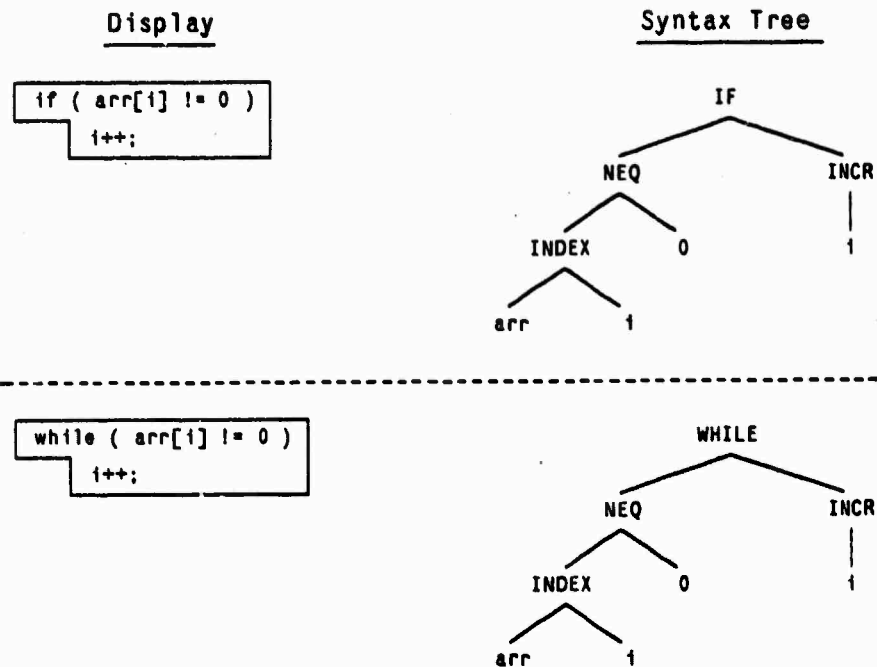 Display Syntax Tree
if ( arr[i] != 0 )
i++;
IF
NEQ INCR
INDEX 0 i
arr i
while ( arr[i] != 0 )
i++;
WHILE
NEQ INCR
INDEX 0 i
arr i